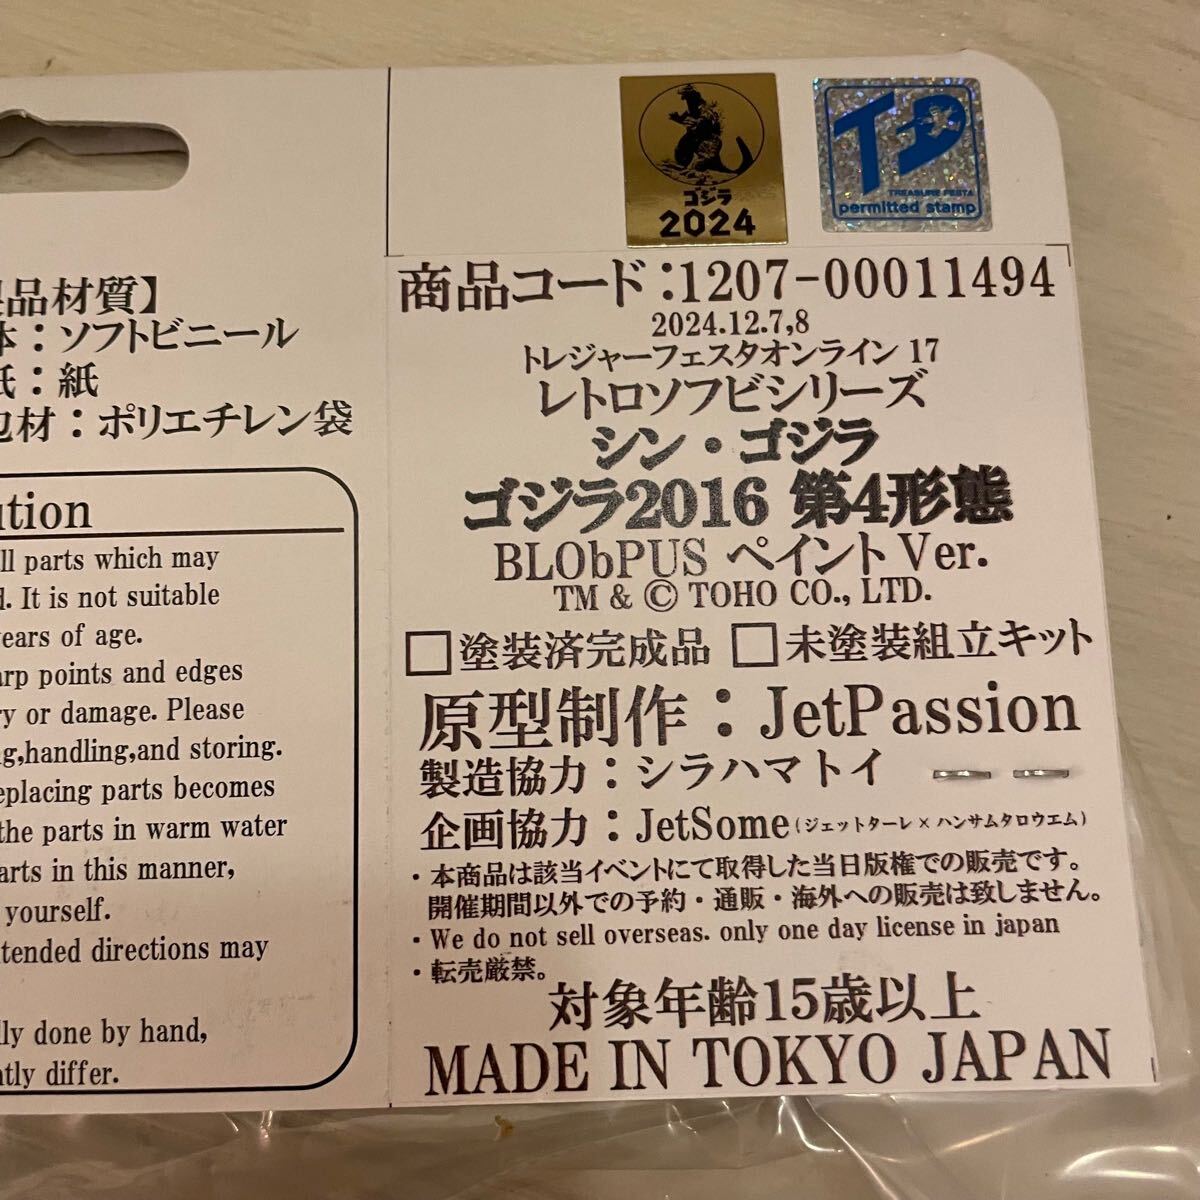 品材質】
：ソフトビニール
：紙
材：ポリエチレン袋
ution
ll parts which may
. It is not suitable
years of age.
arp points and edges
ry or damage. Please
g,handling,and storing.
eplacing parts becomes
the parts in warm water
arts in this manner,
yourself.
tended directions may
lly done by hand,
ntly differ.
ゴジラ
2024
TP
TREASURE FESTA
permitted stamp
商品コード：1207-00011494
2024.12.7,8
トレジャーフェスタオンライン 17
レトロソフビシリーズ
シン・ゴジラ
ゴジラ2016 第4形態
BLObPUS ペイント Ver.
TM & © TOHO CO., LTD.
□塗装済完成品 □未塗装組立キット
原型制作：JetPassion
製造協力：シラハマトイ
企画協力：JetSome（ジェットターレ×ハンサムタロウエム）
・本商品は該当イベントにて取得した当日版権での販売です。
開催期間以外での予約・通販・海外への販売は致しません。
・We do not sell overseas. only one day license in japan
・転売厳禁。
対象年齢15歳以上
MADE IN TOKYO JAPAN